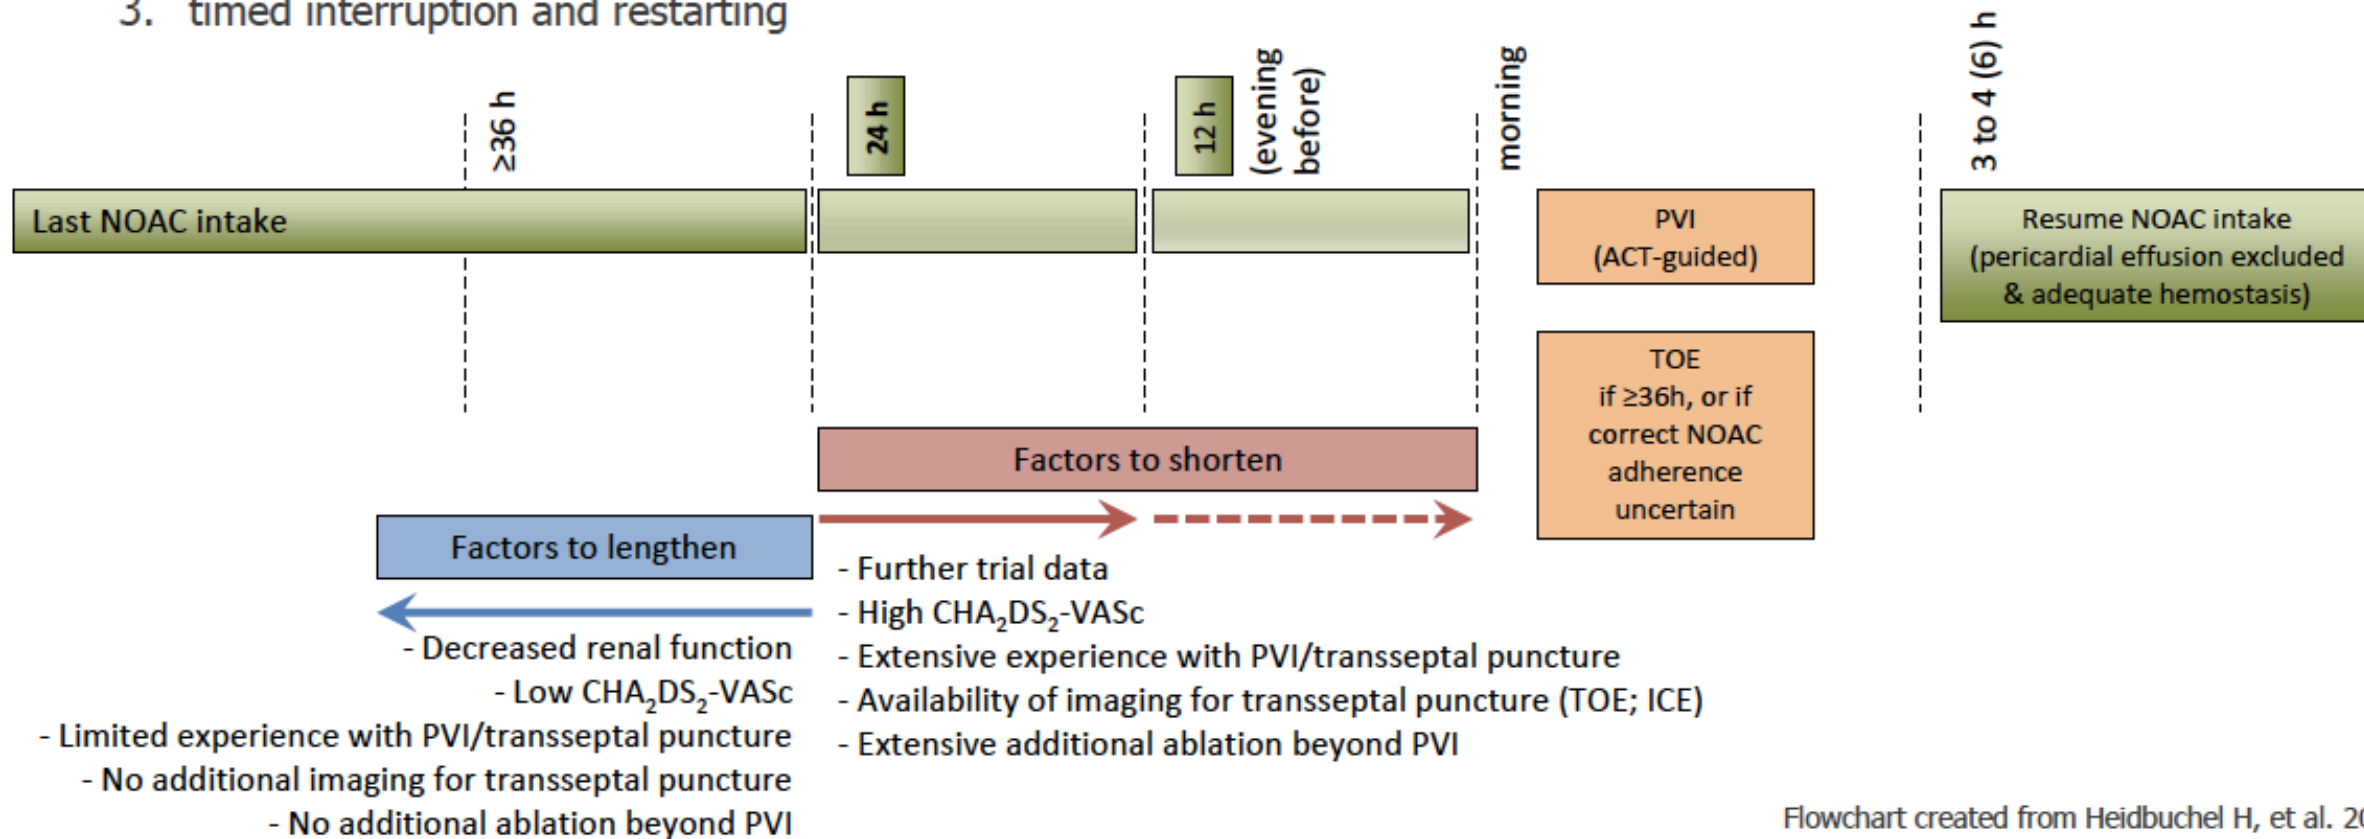 3. timed interruption and restarting
≥36 h
24 h
12 h
(evening
before)
morning
3 to 4 (6) h
Last NOAC intake
PVI
(ACT-guided)
Resume NOAC intake
(pericardial effusion excluded
& adequate hemostasis)
TOE
if ≥36h, or if
correct NOAC
adherence
uncertain
Factors to shorten
Factors to lengthen
- Further trial data
- High CHA₂DS₂-VASc
- Extensive experience with PVI/transseptal puncture
- Availability of imaging for transseptal puncture (TOE; ICE)
- Extensive additional ablation beyond PVI
- Decreased renal function
- Low CHA₂DS₂-VASc
- Limited experience with PVI/transseptal puncture
- No additional imaging for transseptal puncture
- No additional ablation beyond PVI
Flowchart created from Heidbuchel H, et al.